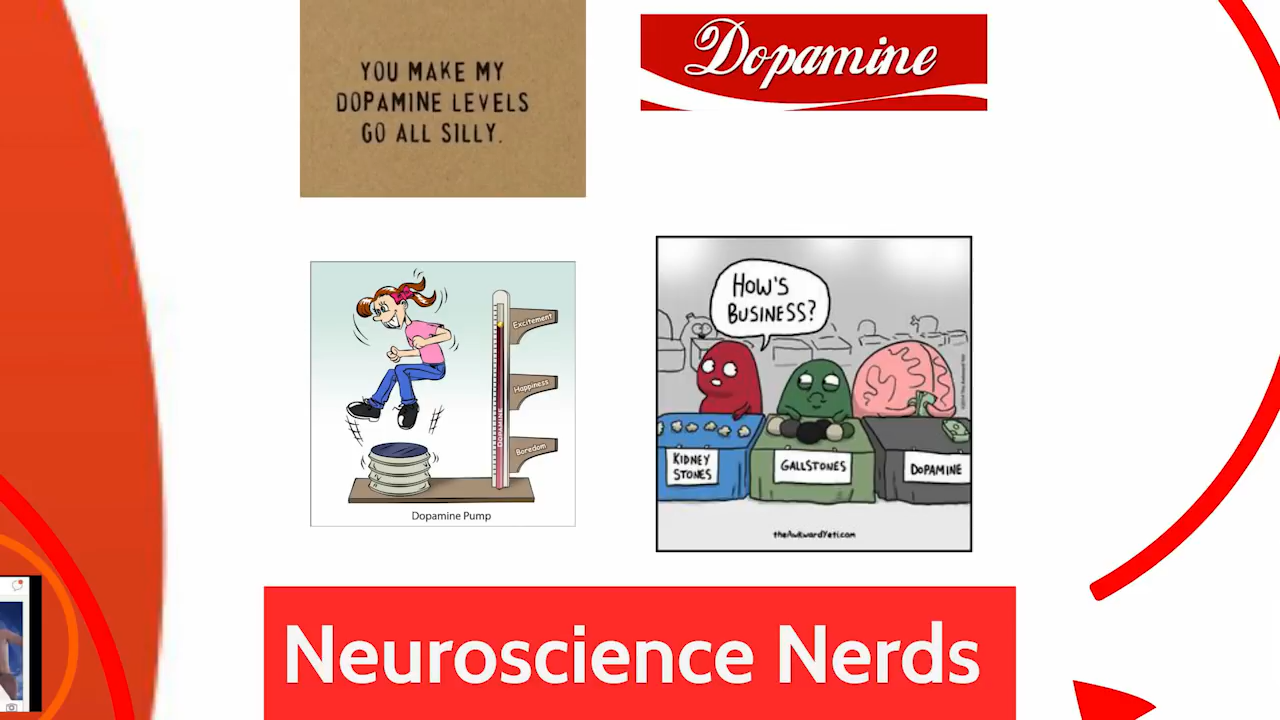 YOU MAKE MY
DOPAMINE LEVELS
GO ALL SILLY.
Dopamine
Excitement
Happiness
Boredom
DOPAMINE
Dopamine Pump
HOW'S
BUSINESS?
KIDNEY
STONES
GALLSTONES
DOPAMINE
theAwkwardYeti.com
Neuroscience Nerds